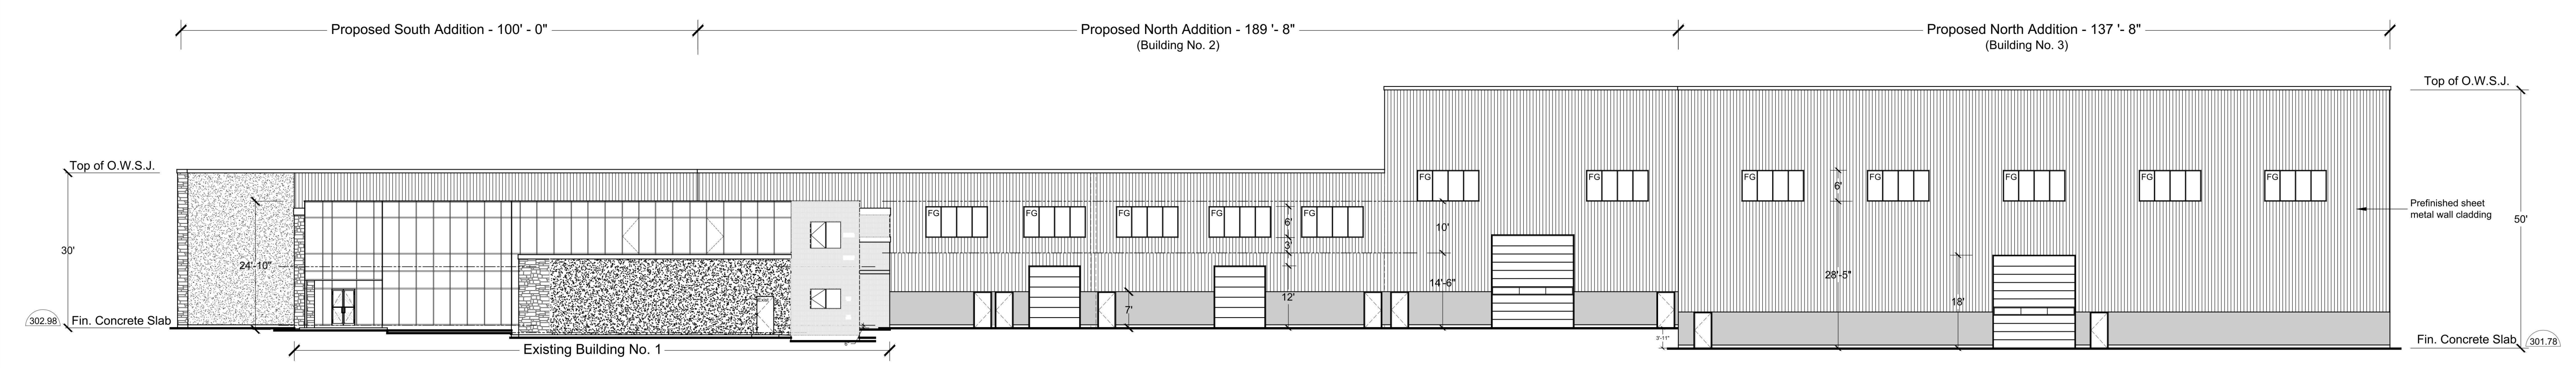 Proposed South Addition - 100' - 0"
Proposed North Addition - 189 '- 8"
(Building No. 2)
Proposed North Addition - 137 '- 8"
(Building No. 3)
Top of O.W.S.J.
Top of O.W.S.J.
FG
FG
FG
FG
FG
FG
FG
6'
Prefinished sheet
metal wall cladding
50'
FG
FG
FG
FG
FG
6'
10'
3'
30'
24'-10"
28'-5"
14'-6"
12'
18'
7'
Exist.
302.98
Fin. Concrete Slab
3'-11"
Fin. Concrete Slab
301.78
Existing Building No. 1